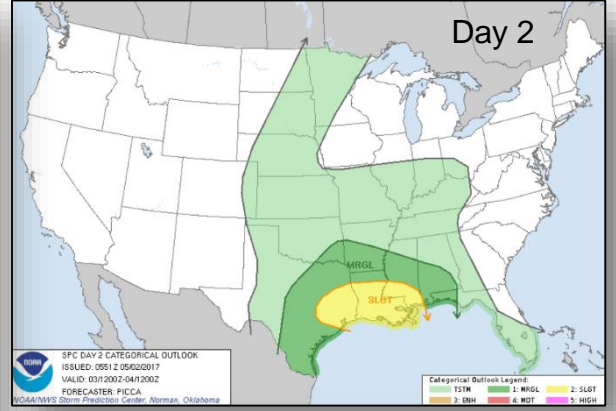 Day 2
MRGL
SLGT
NOAA
SPC DAY 2 CATEGORICAL OUTLOOK
ISSUED: 0551Z 05/02/2017
VALID: 03/1200Z-04/1200Z
FORECASTER: PICCA
NOAA/NWS Storm Prediction Center, Norman, Oklahoma
Categorical Outlook Legend:
TSTM 1: MRGL 2: SLGT
3: ENH 4: MDT 5: HIGH